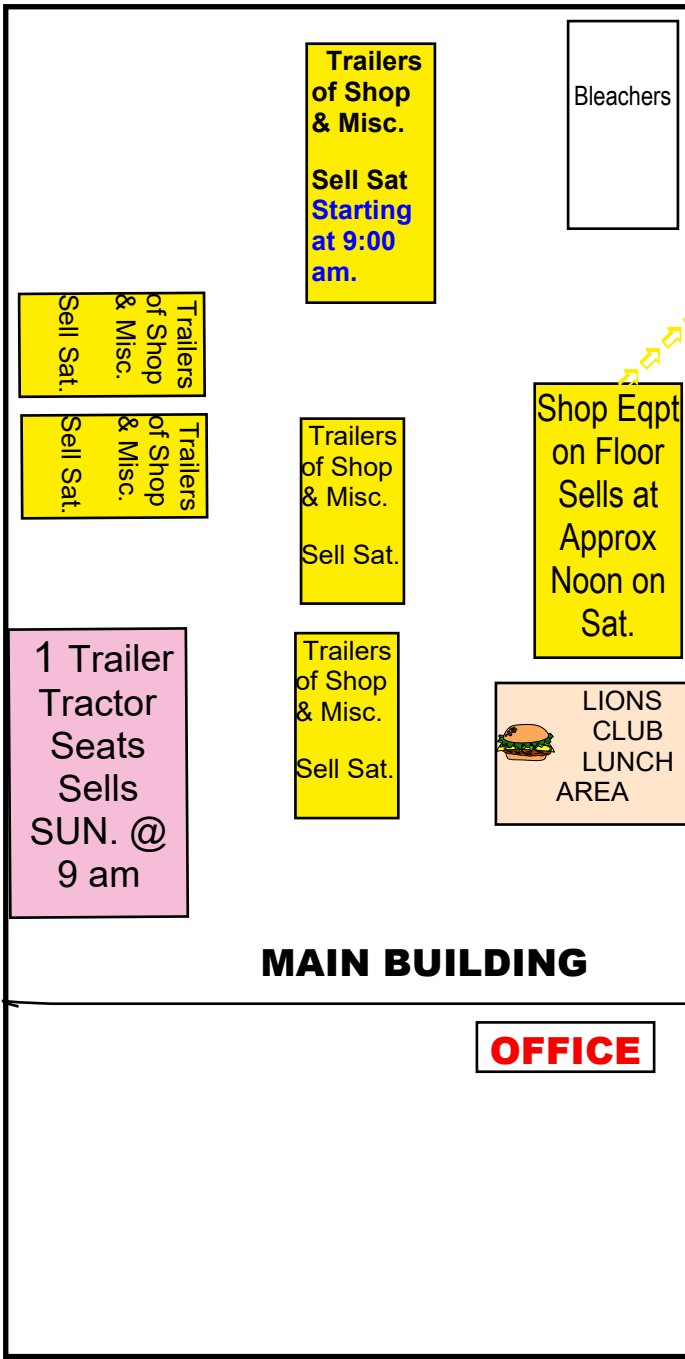 Trailers
of Shop
& Misc.
Sell Sat
Starting
at 9:00
am.
Bleachers
Trailers
of Shop
& Misc.
Sell Sat.
Trailers
of Shop
& Misc.
Sell Sat.
Trailers
of Shop
& Misc.
Sell Sat.
Shop Eqpt
on Floor
Sells at
Approx
Noon on
Sat.
1 Trailer
Tractor
Seats
Sells
SUN. @
9 am
Trailers
of Shop
& Misc.
Sell Sat.
LIONS
CLUB
LUNCH
AREA
MAIN BUILDING
OFFICE